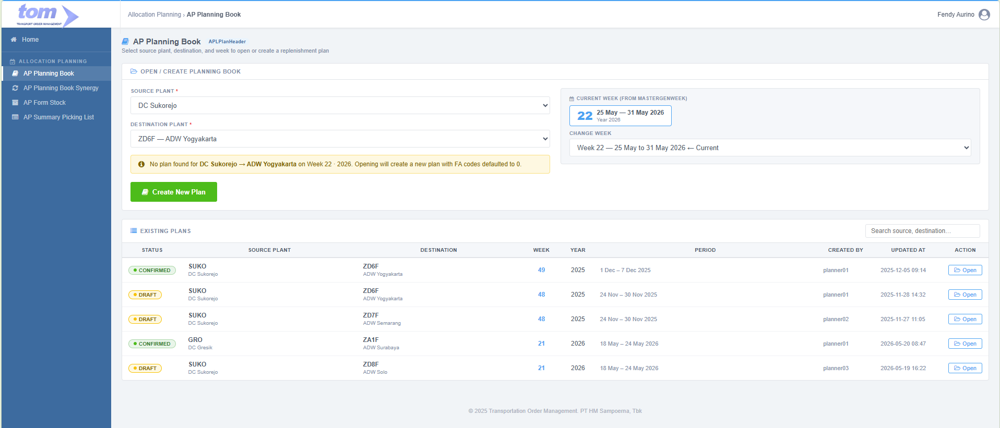 tom
TRANSPORT ORDER MANAGEMENT
Allocation Planning › AP Planning Book
Fendy Aurino
Home
ALLOCATION PLANNING
AP Planning Book
AP Planning Book Synergy
AP Form Stock
AP Summary Picking List
AP Planning Book APLPlanHeader
Select source plant, destination, and week to open or create a replenishment plan
OPEN / CREATE PLANNING BOOK
SOURCE PLANT *
DC Sukorejo
DESTINATION PLANT *
ZD6F — ADW Yogyakarta
No plan found for DC Sukorejo → ADW Yogyakarta on Week 22 · 2026. Opening will create a new plan with FA codes defaulted to 0.
Create New Plan
CURRENT WEEK (FROM MASTERGENWEEK)
22 25 May — 31 May 2026
Year 2026
CHANGE WEEK
Week 22 — 25 May to 31 May 2026 ← Current
EXISTING PLANS
Search source, destination...
STATUS SOURCE PLANT DESTINATION WEEK YEAR PERIOD CREATED BY UPDATED AT ACTION
CONFIRMED SUKO ZD6F 49 2025 1 Dec – 7 Dec 2025 planner01 2025-12-05 09:14 Open
DC Sukorejo ADW Yogyakarta
DRAFT SUKO ZD6F 48 2025 24 Nov – 30 Nov 2025 planner01 2025-11-28 14:32 Open
DC Sukorejo ADW Yogyakarta
DRAFT SUKO ZD7F 48 2025 24 Nov – 30 Nov 2025 planner02 2025-11-27 11:05 Open
DC Sukorejo ADW Semarang
CONFIRMED GRO ZA1F 21 2026 18 May – 24 May 2026 planner01 2026-05-20 08:47 Open
DC Gresik ADW Surabaya
DRAFT SUKO ZD8F 21 2026 18 May – 24 May 2026 planner03 2026-05-19 16:22 Open
DC Sukorejo ADW Solo
© 2025 Transportation Order Management. PT HM Sampoerna, Tbk